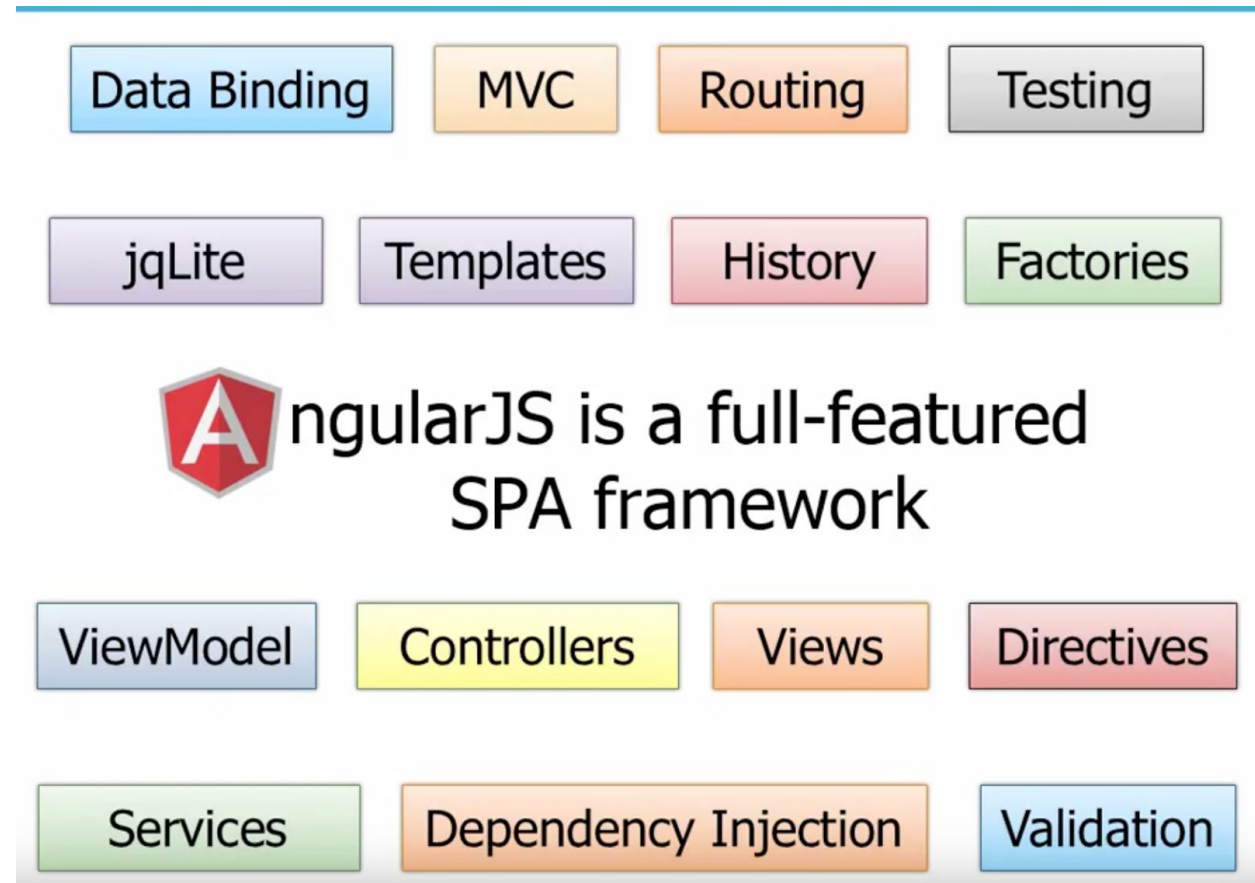 Data Binding MVC Routing Testing
jqLite Templates History Factories
AngularJS is a full-featured
SPA framework
ViewModel Controllers Views Directives
Services Dependency Injection Validation